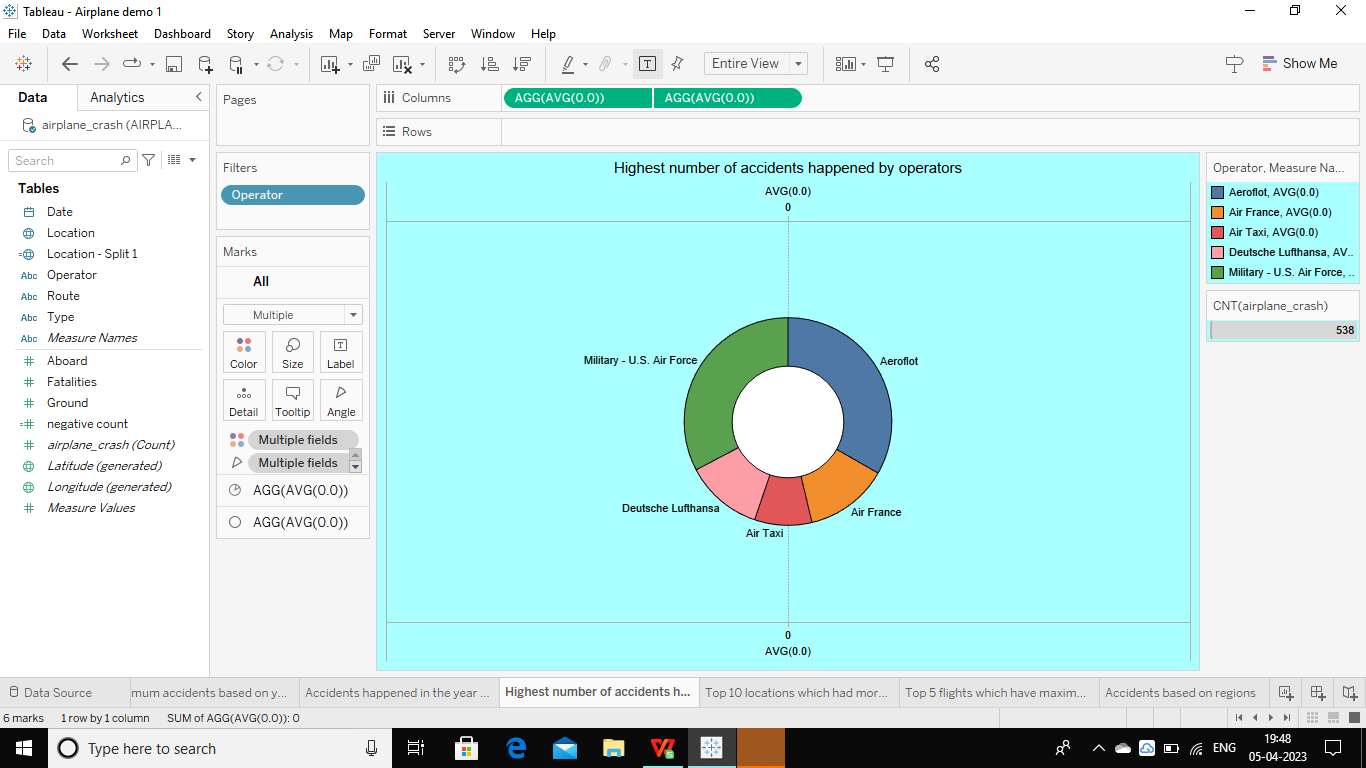 Tableau - Airplane demo 1
File Data Worksheet Dashboard Story Analysis Map Format Server Window Help
Entire View
Show Me
Data Analytics
airplane_crash (AIRPLA...
Search
Tables
Date
Location
Location - Split 1
Abc Operator
Abc Route
Abc Type
Abc Measure Names
Aboard
Fatalities
Ground
negative count
airplane_crash (Count)
Latitude (generated)
Longitude (generated)
Measure Values
Pages
Filters
Operator
Marks
All
Multiple
Color Size Label
Detail Tooltip Angle
Multiple fields
Multiple fields
AGG(AVG(0.0))
AGG(AVG(0.0))
Columns AGG(AVG(0.0)) AGG(AVG(0.0))
Rows
Highest number of accidents happened by operators
AVG(0.0)
0
Military - U.S. Air Force
Aeroflot
Deutsche Lufthansa
Air France
Air Taxi
0
AVG(0.0)
Operator, Measure Na...
Aeroflot, AVG(0.0)
Air France, AVG(0.0)
Air Taxi, AVG(0.0)
Deutsche Lufthansa, AV..
Military - U.S. Air Force, ..
CNT(airplane_crash)
538
Data Source mum accidents based on y... Accidents happened in the year ... Highest number of accidents h... Top 10 locations which had mor... Top 5 flights which have maxim... Accidents based on regions
6 marks 1 row by 1 column SUM of AGG(AVG(0.0)): 0
Type here to search
ENG
19:48
05-04-2023